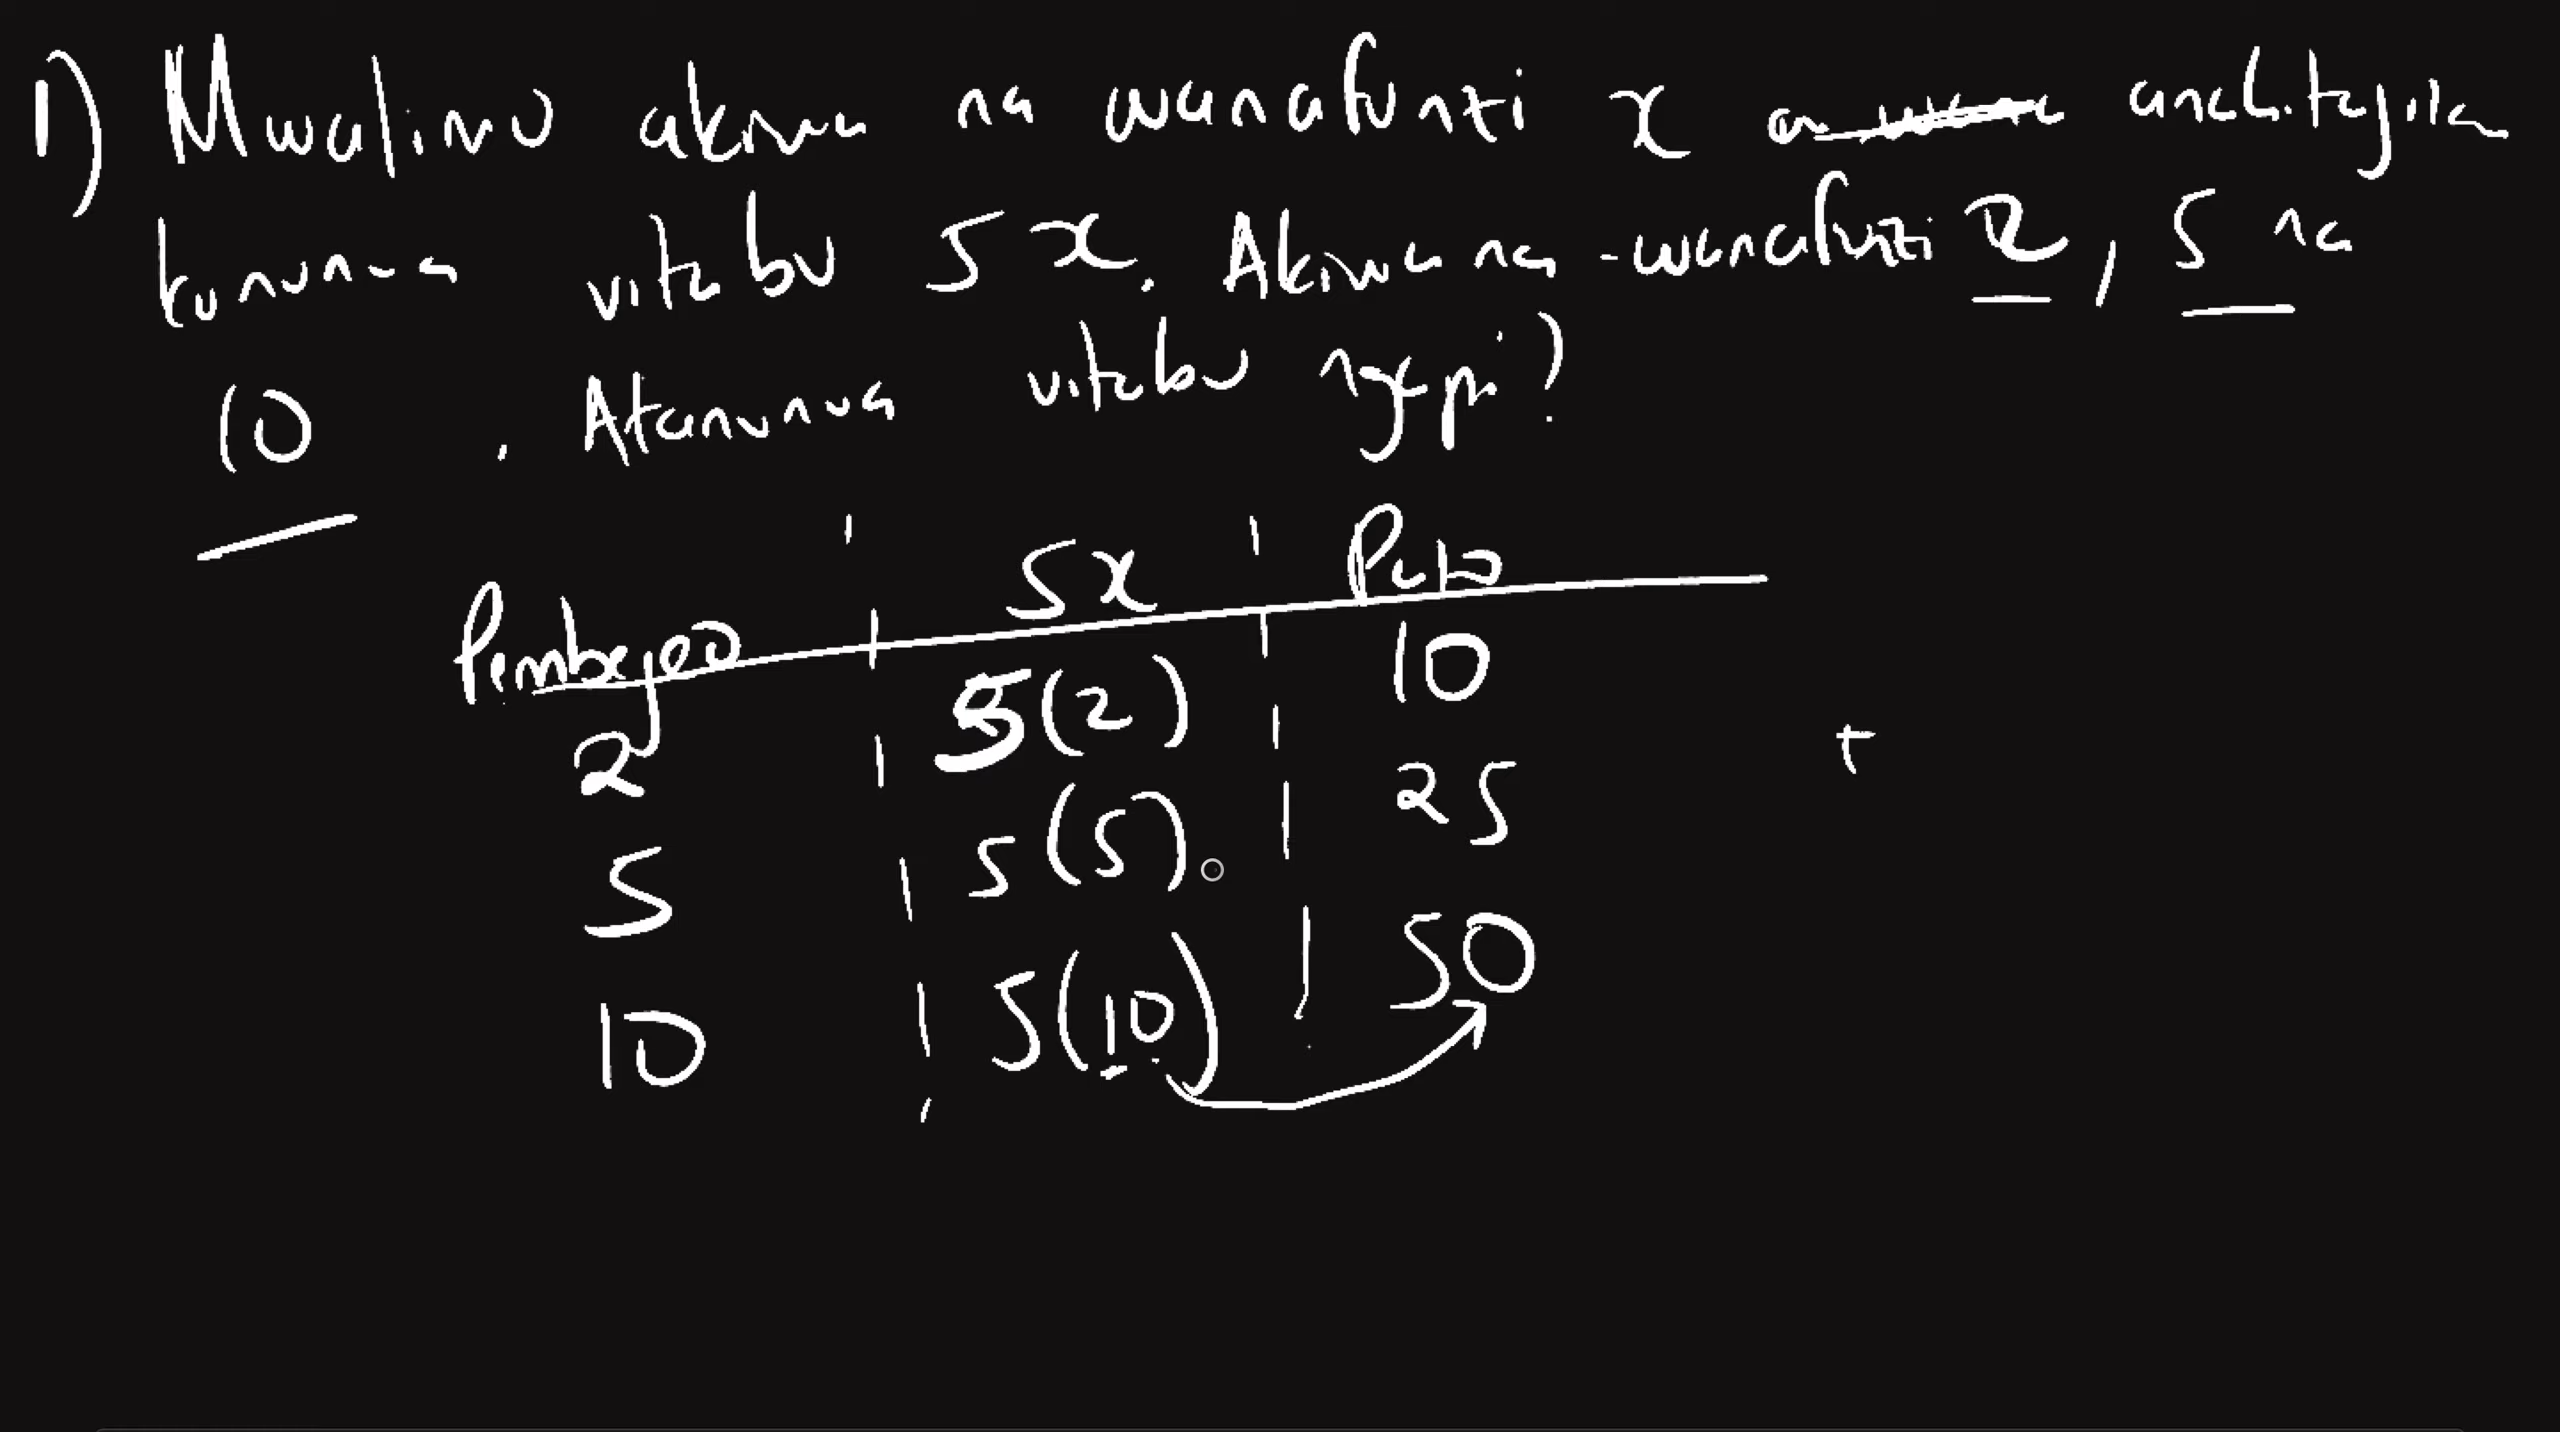 1) Mwalimu akiwa na wanafunzi x anahitajika
kununua vitabu 5x. Akiwa na wanafunzi 2, 5 na
10. Atanunua vitabu ngapi?
Pembejeo 5x Pato
2 5(2) 10
5 5(5) 25
10 5(10) 50